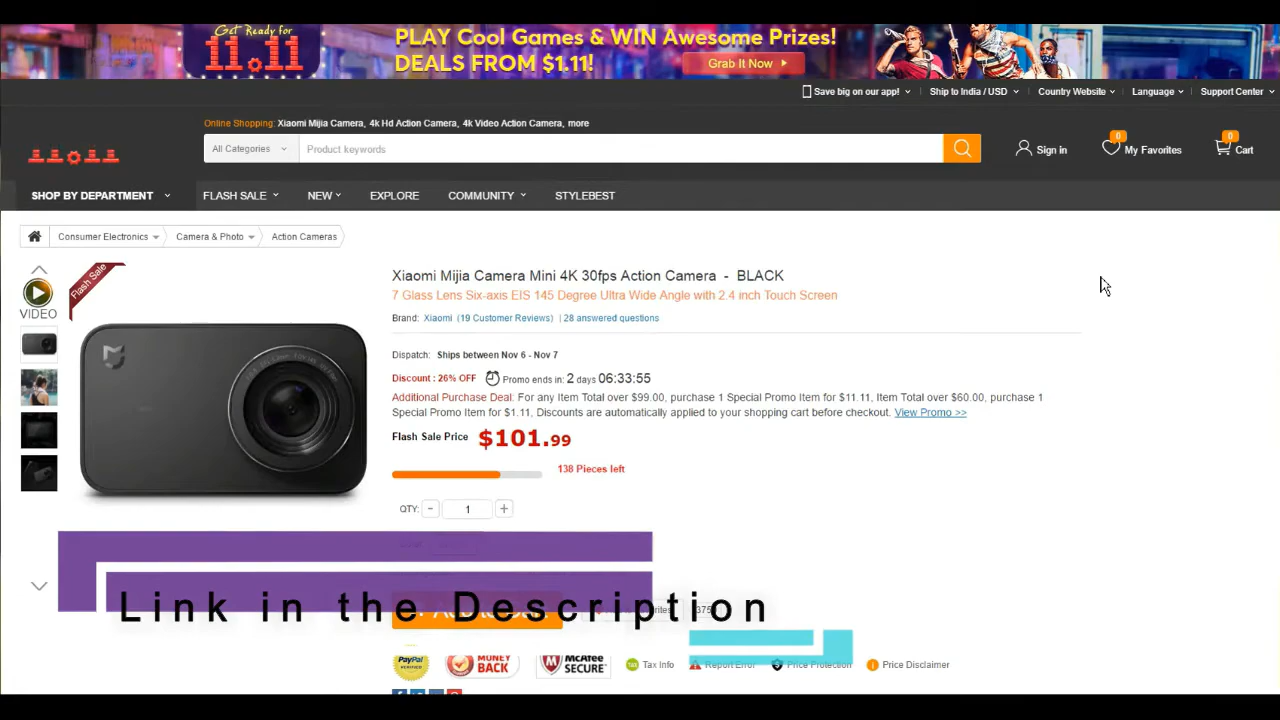 Get Ready for
11.11
PLAY Cool Games & WIN Awesome Prizes!
DEALS FROM $1.11!
Grab It Now
Save big on our app!
Ship to India / USD
Country Website
Language
Support Center
Online Shopping: Xiaomi Mijia Camera, 4k Hd Action Camera, 4k Video Action Camera, more
11.11
All Categories
Product keywords
Sign in
0
My Favorites
0
Cart
SHOP BY DEPARTMENT
FLASH SALE
NEW
EXPLORE
COMMUNITY
STYLEBEST
Consumer Electronics
Camera & Photo
Action Cameras
Flash Sale
VIDEO
Xiaomi Mijia Camera Mini 4K 30fps Action Camera - BLACK
7 Glass Lens Six-axis EIS 145 Degree Ultra Wide Angle with 2.4 inch Touch Screen
Brand: Xiaomi (19 Customer Reviews) | 28 answered questions
Dispatch: Ships between Nov 6 - Nov 7
Discount : 26% OFF Promo ends in: 2 days 06:33:55
Additional Purchase Deal: For any Item Total over $99.00, purchase 1 Special Promo Item for $11.11, Item Total over $60.00, purchase 1
Special Promo Item for $1.11, Discounts are automatically applied to your shopping cart before checkout. View Promo >>
Flash Sale Price $101.99
138 Pieces left
QTY: - 1 +
Link in the Description
PayPal
VERIFIED
MONEY
BACK
McAfee
SECURE
TAX
Tax Info
Report Error
Price Protection
Price Disclaimer